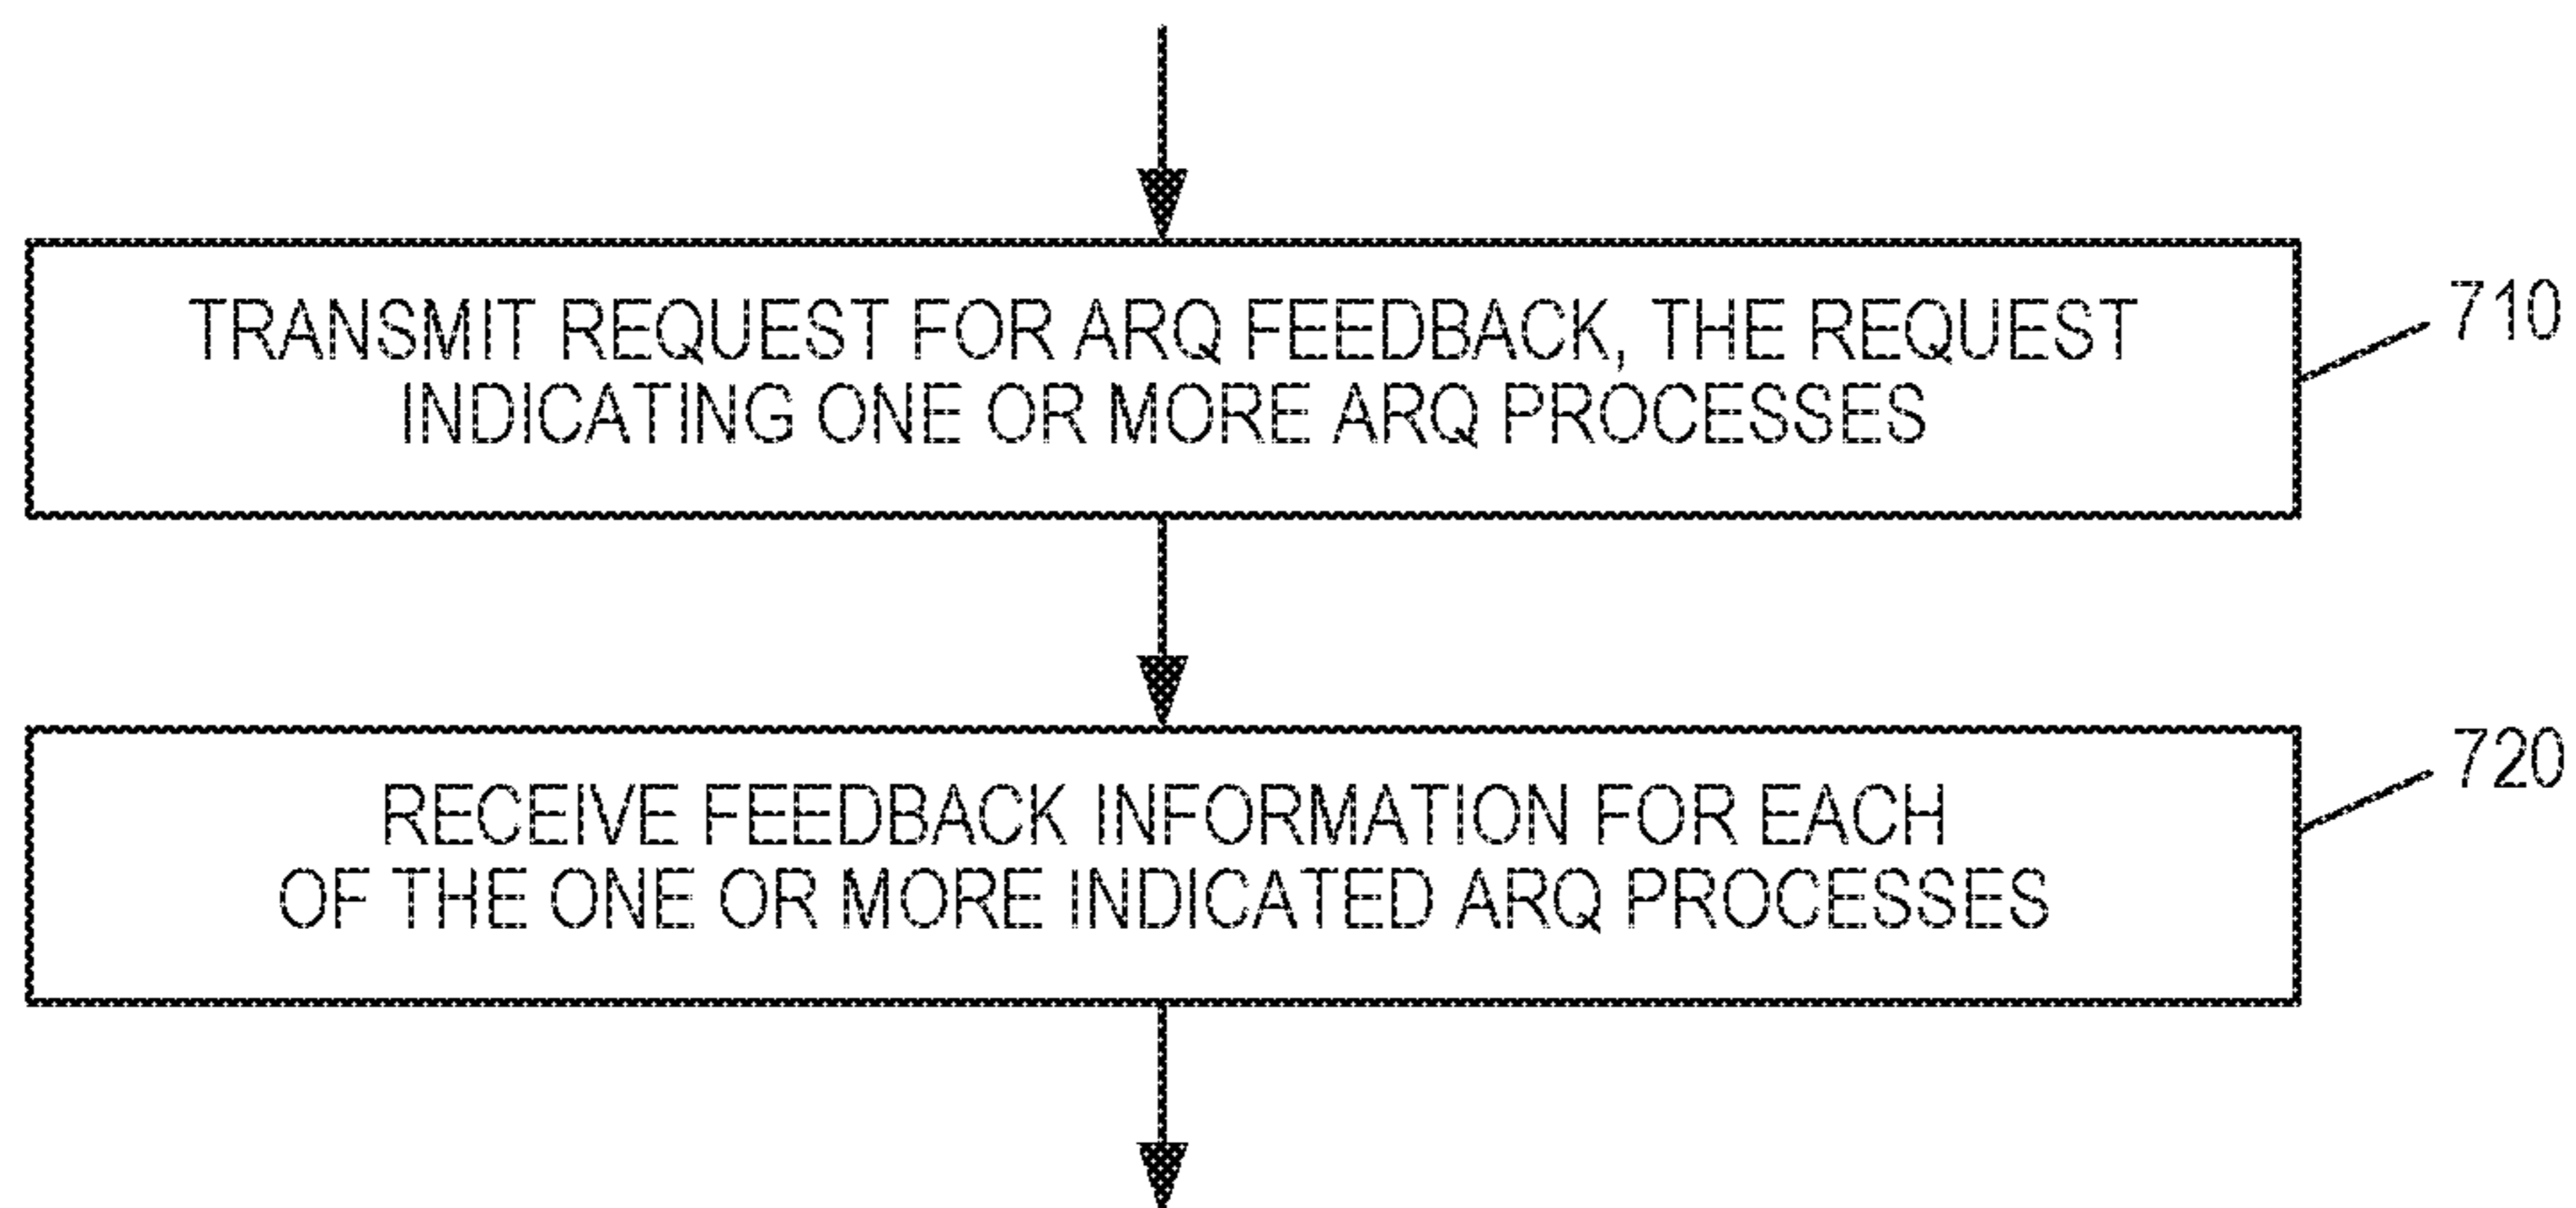 TRANSMIT REQUEST FOR ARQ FEEDBACK, THE REQUEST
INDICATING ONE OR MORE ARQ PROCESSES
710
RECEIVE FEEDBACK INFORMATION FOR EACH
OF THE ONE OR MORE INDICATED ARQ PROCESSES
720